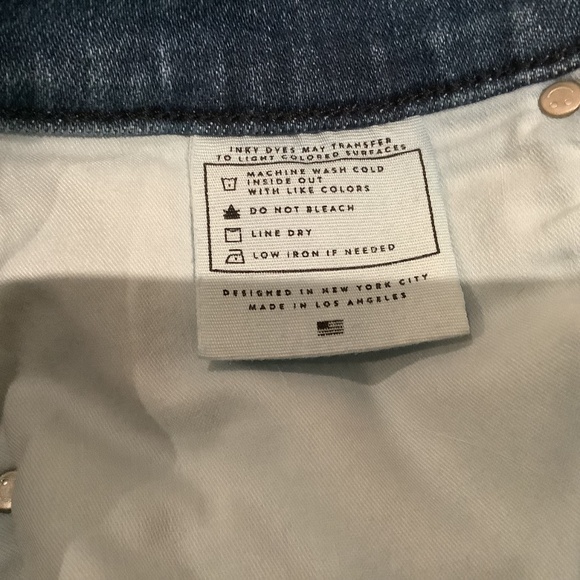 INKY DYES MAY TRANSFER
TO LIGHT COLORED SURFACES
MACHINE WASH COLD
INSIDE OUT
WITH LIKE COLORS
DO NOT BLEACH
LINE DRY
LOW IRON IF NEEDED
DESIGNED IN NEW YORK CITY
MADE IN LOS ANGELES